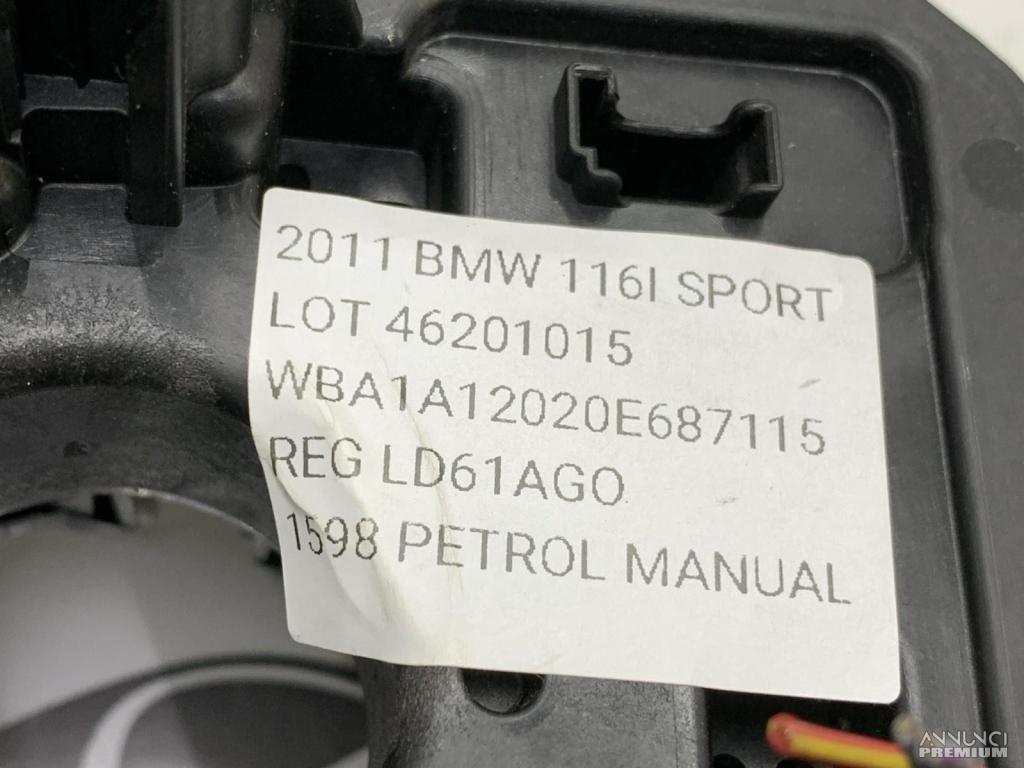 2011 BMW 116I SPORT
LOT 46201015
WBA1A12020E687115
REG LD61AGO
1598 PETROL MANUAL
ANNUNCI
PREMIUM